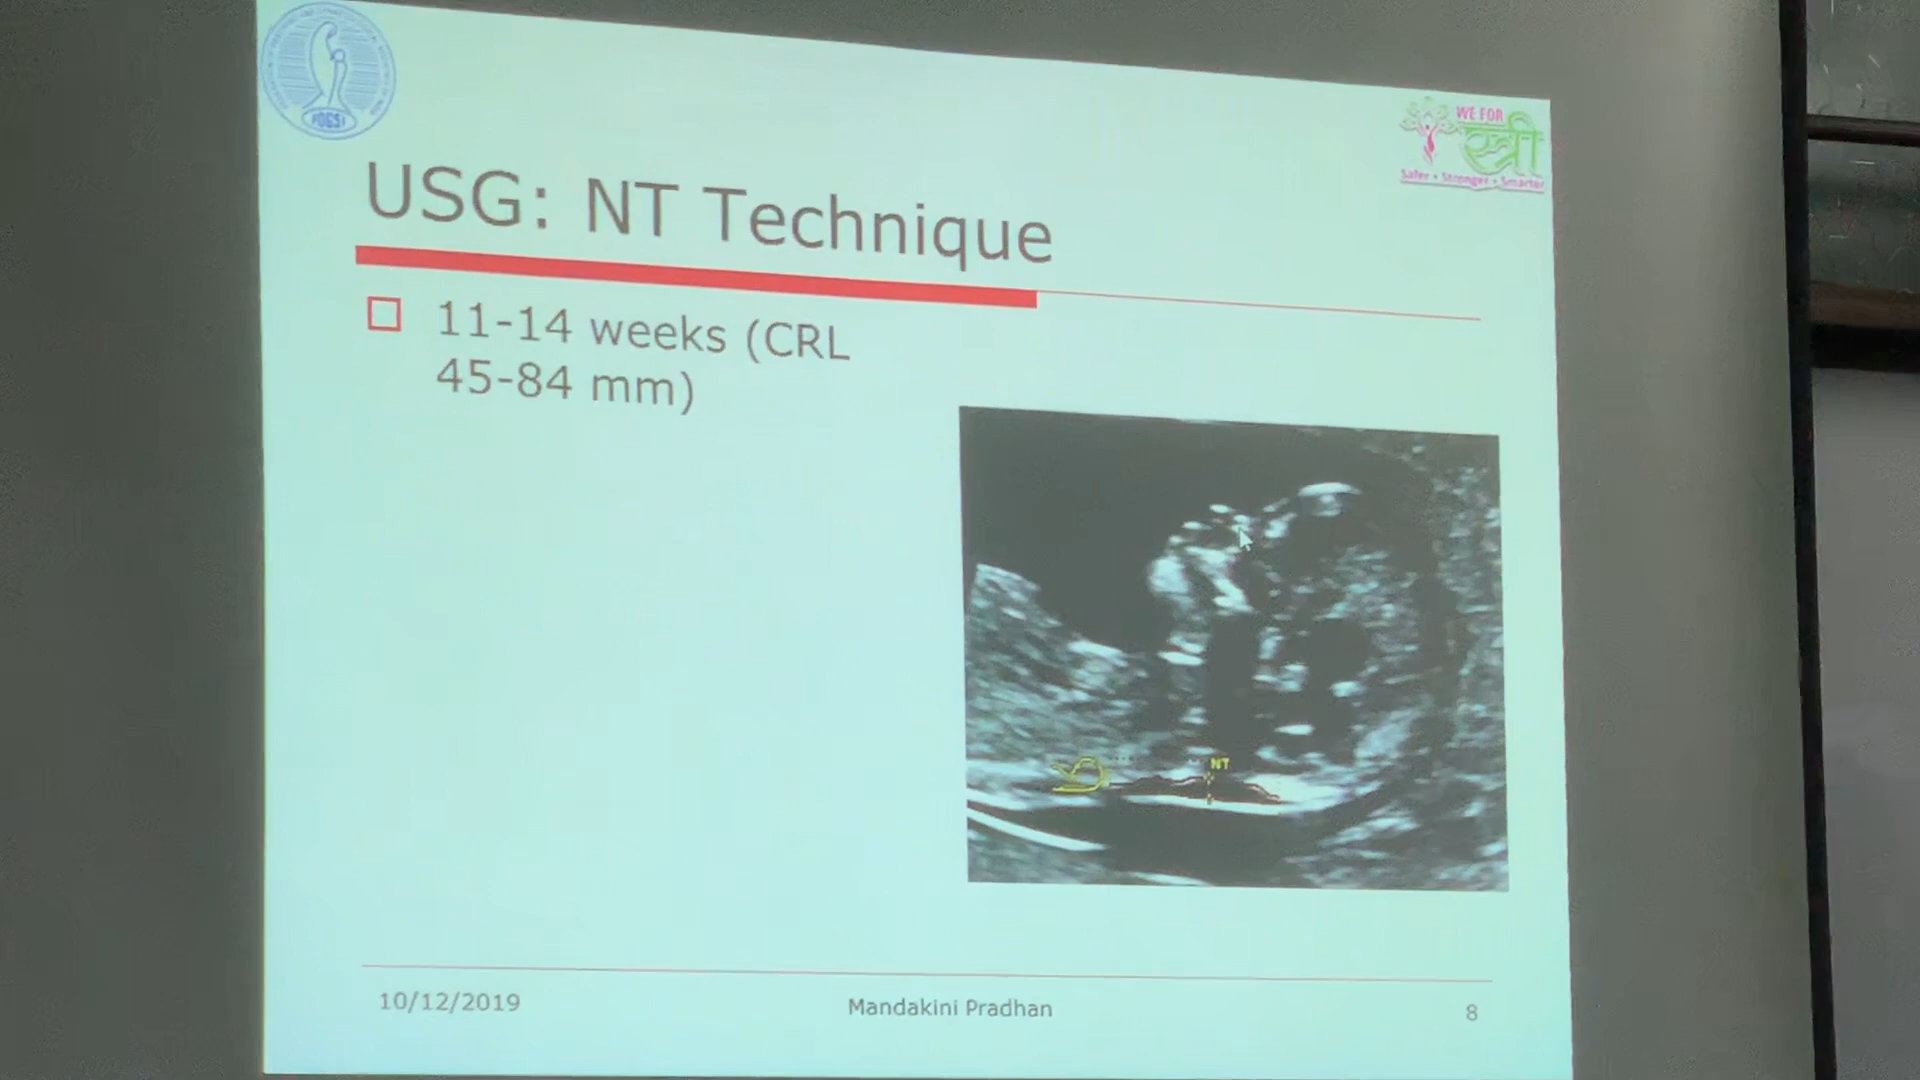 FOGSI
WE FOR
स्त्री
Safer • Stronger • Smarter
USG: NT Technique
11-14 weeks (CRL
45-84 mm)
NT
10/12/2019
Mandakini Pradhan
8